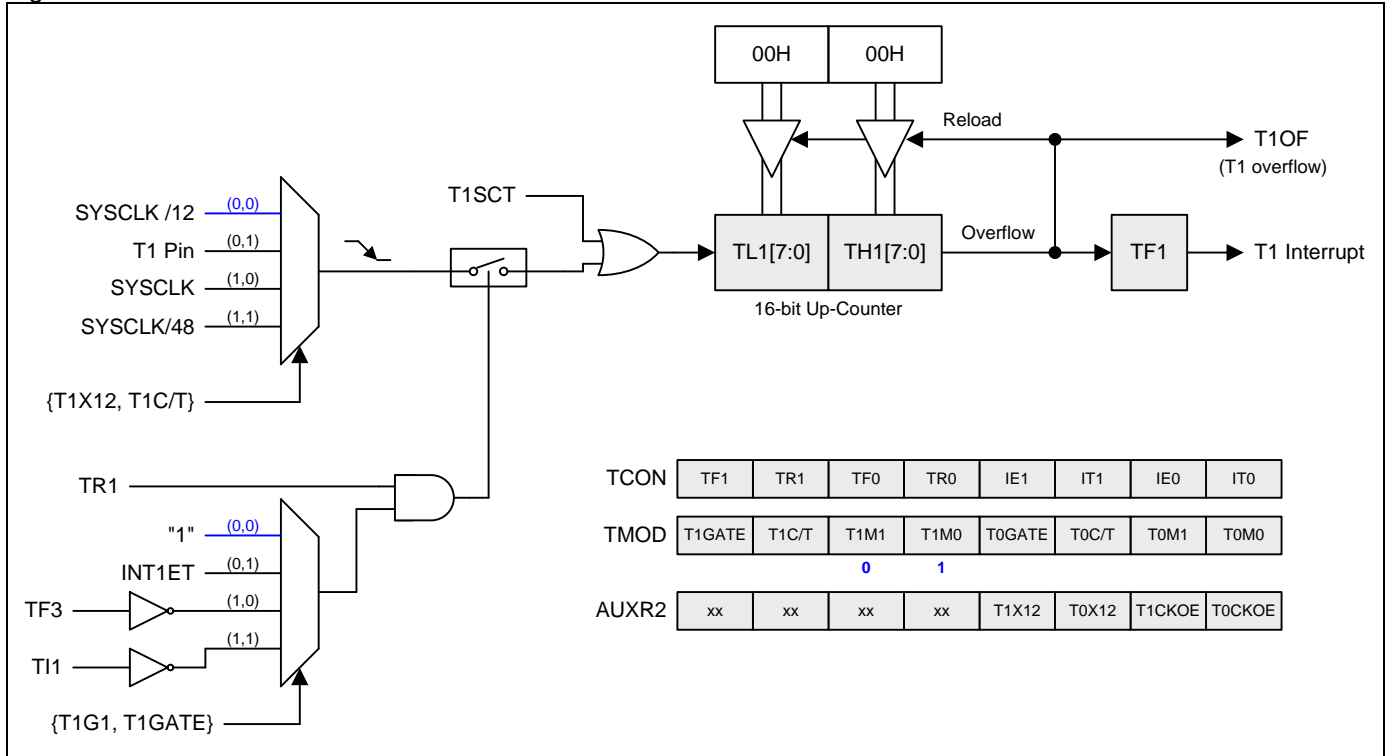 00H 00H
Reload
T1OF
(T1 overflow)
T1SCT
SYSCLK /12 (0,0)
T1 Pin (0,1)
SYSCLK (1,0)
SYSCLK/48 (1,1)
TL1[7:0] TH1[7:0] Overflow TF1 T1 Interrupt
16-bit Up-Counter
{T1X12, T1C/T}
TR1
"1" (0,0)
INT1ET (0,1)
TF3 (1,0)
TI1 (1,1)
{T1G1, T1GATE}
TCON TF1 TR1 TF0 TR0 IE1 IT1 IE0 IT0
TMOD T1GATE T1C/T T1M1 T1M0 T0GATE T0C/T T0M1 T0M0
0 1
AUXR2 xx xx xx xx T1X12 T0X12 T1CKOE T0CKOE